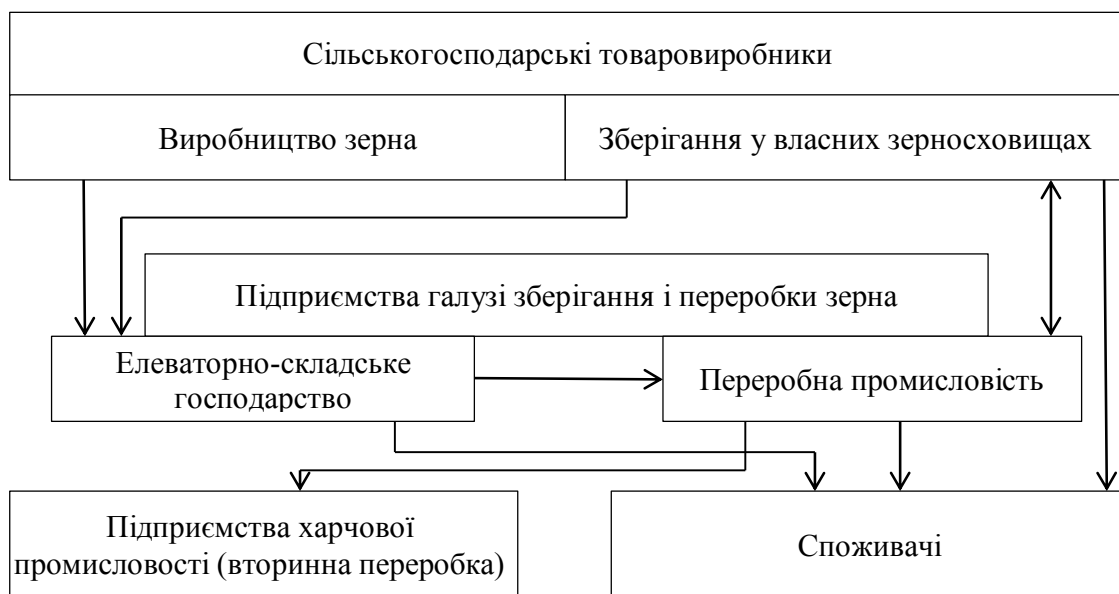 Сільськогосподарські товаровиробники
Виробництво зерна
Зберігання у власних зерносховищах
Підприємства галузі зберігання і переробки зерна
Елеваторно-складське
господарство
Переробна промисловість
Підприємства харчової
промисловості (вторинна переробка)
Споживачі